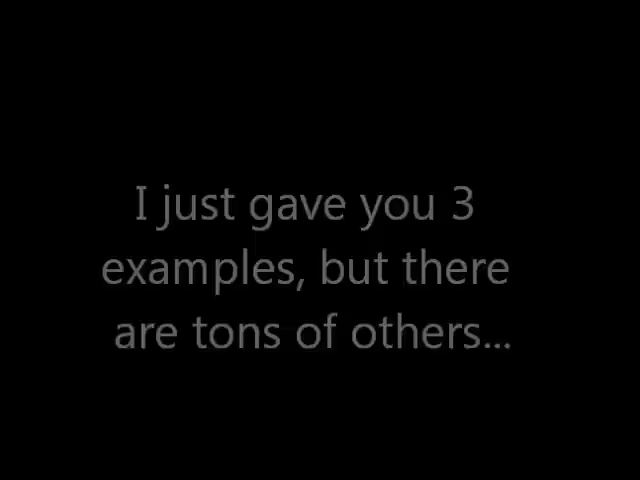 I just gave you 3
examples, but there
are tons of others...